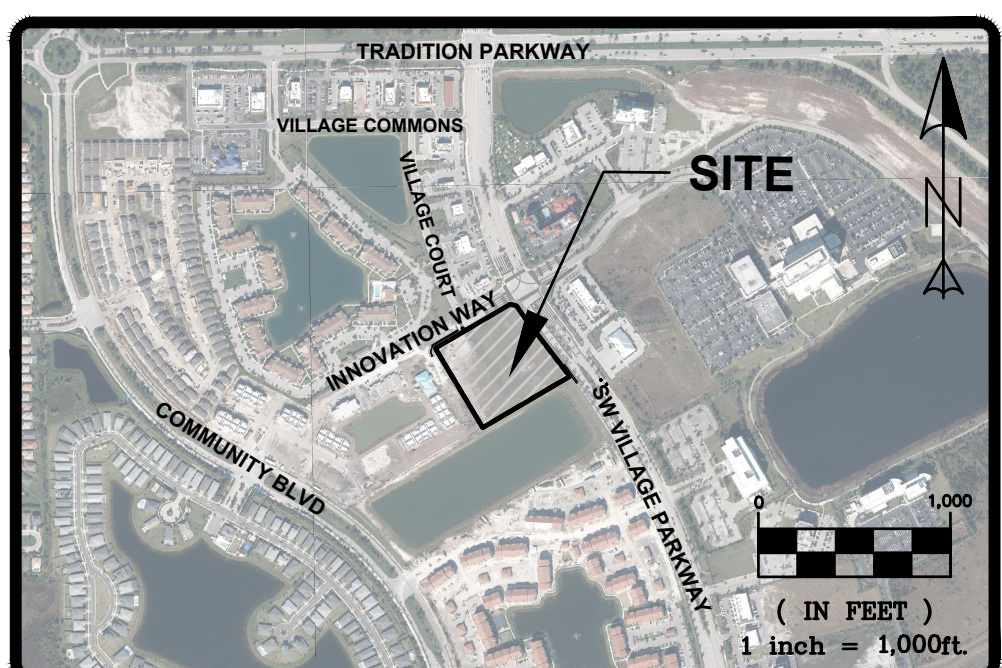 TRADITION PARKWAY
VILLAGE COMMONS
VILLAGE COURT
SITE
N
INNOVATION WAY
COMMUNITY BLVD
SW VILLAGE PARKWAY
0 1,000
( IN FEET )
1 inch = 1,000ft.